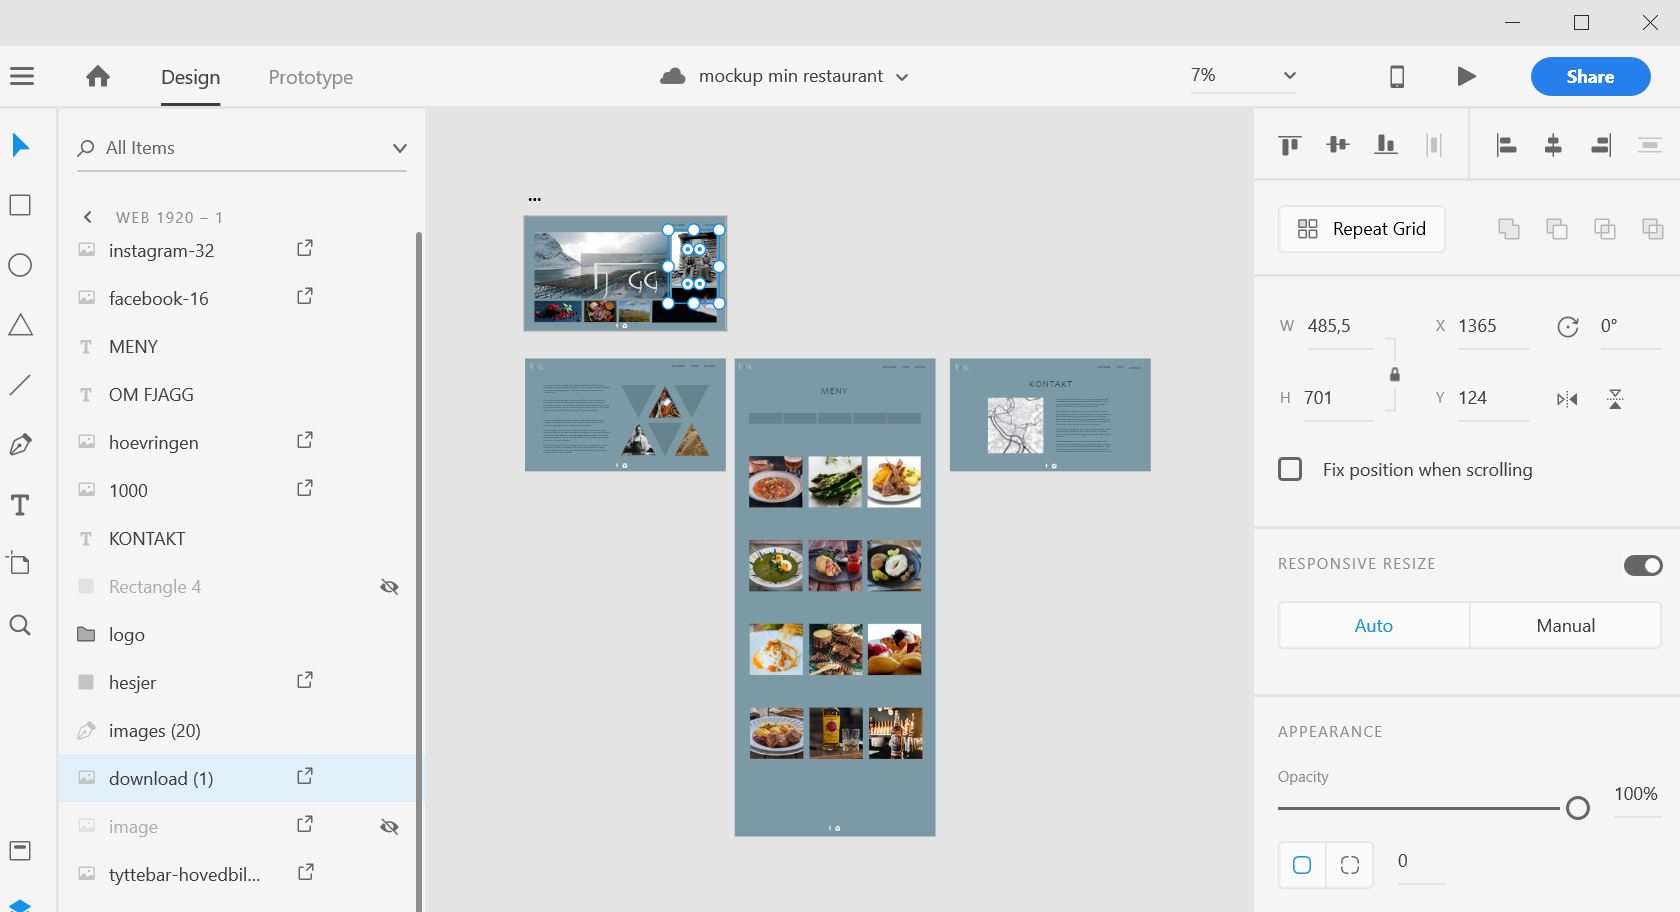 Design
Prototype
mockup min restaurant
7%
Share
All Items
WEB 1920 – 1
instagram-32
facebook-16
MENY
OM FJAGG
hoevringen
1000
KONTAKT
Rectangle 4
logo
hesjer
images (20)
download (1)
image
tyttebar-hovedbil...
...
MENY
KONTAKT
Repeat Grid
W 485,5
X 1365
0°
H 701
Y 124
Fix position when scrolling
RESPONSIVE RESIZE
Auto
Manual
APPEARANCE
Opacity
100%
0